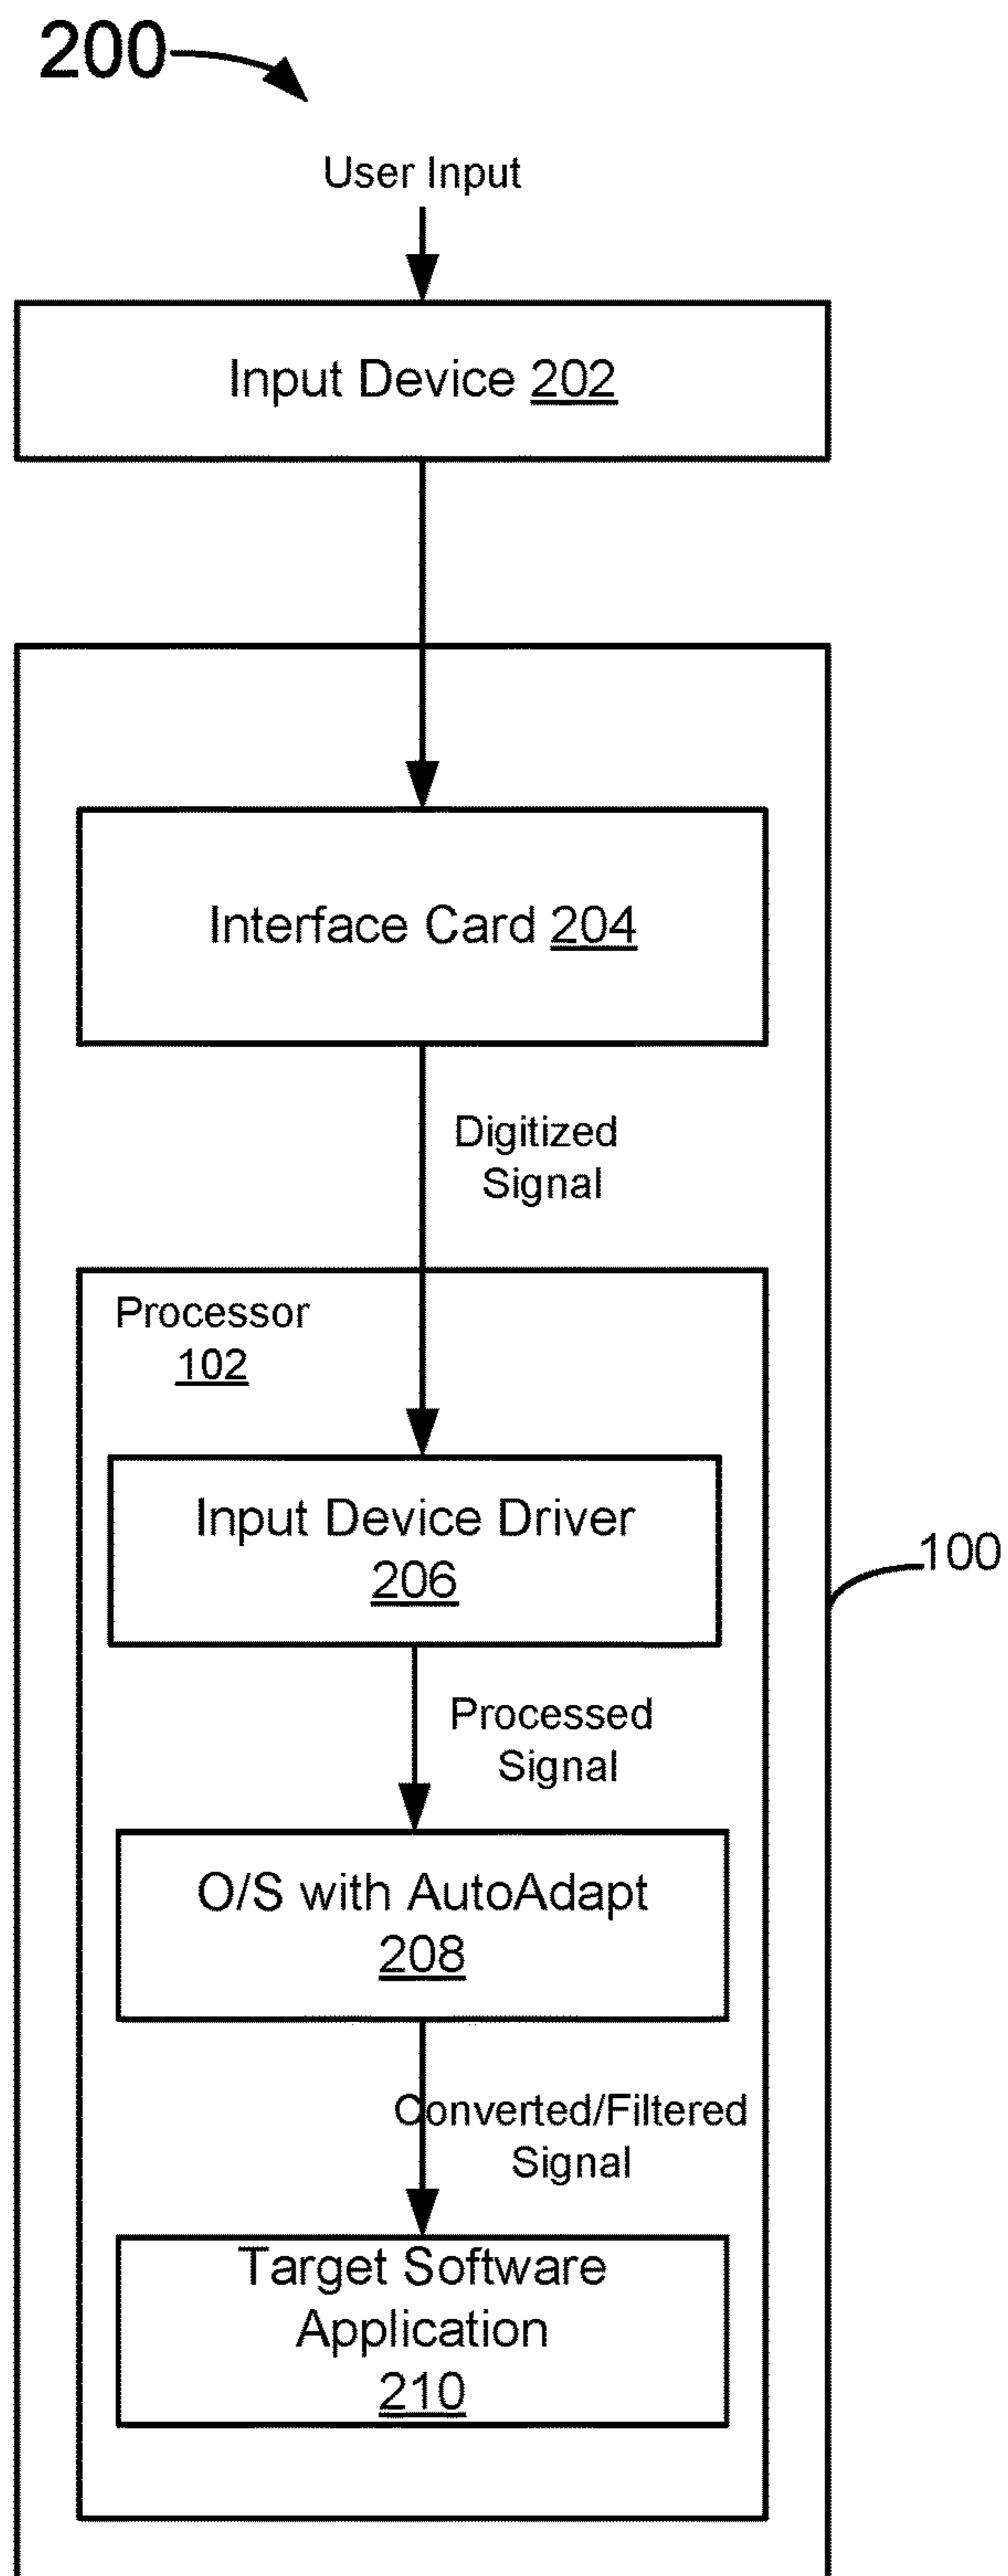 200
User Input
Input Device 202
Interface Card 204
Digitized
Signal
Processor
102
Input Device Driver
206
100
Processed
Signal
O/S with AutoAdapt
208
Converted/Filtered
Signal
Target Software
Application
210